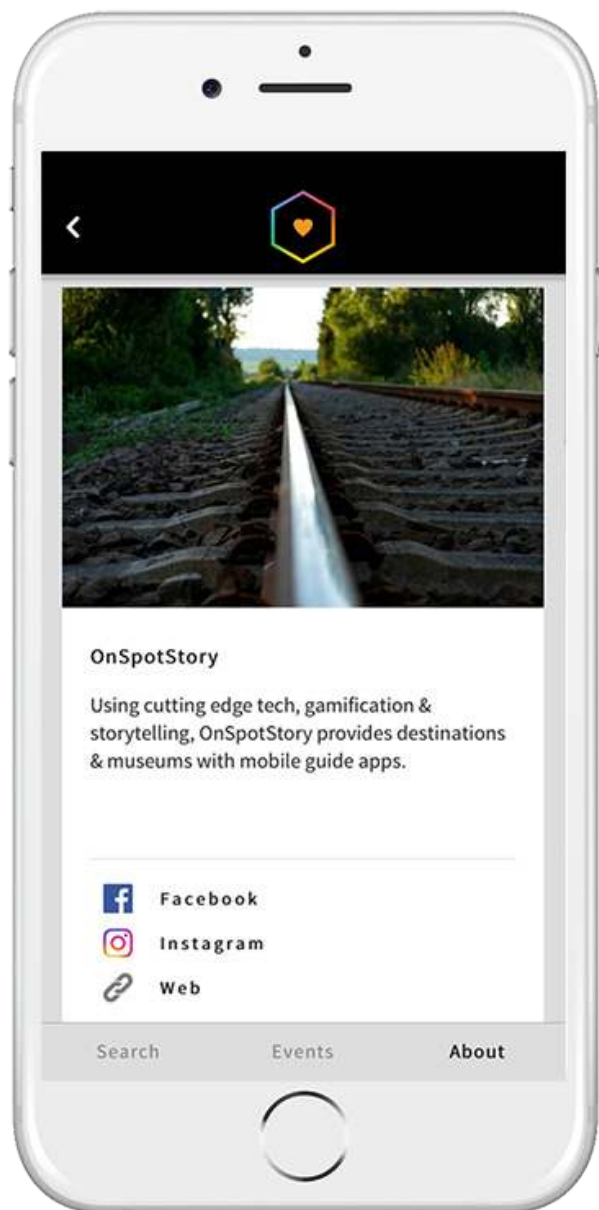 OnSpotStory
Using cutting edge tech, gamification &
storytelling, OnSpotStory provides destinations
& museums with mobile guide apps.
Facebook
Instagram
Web
Search Events About